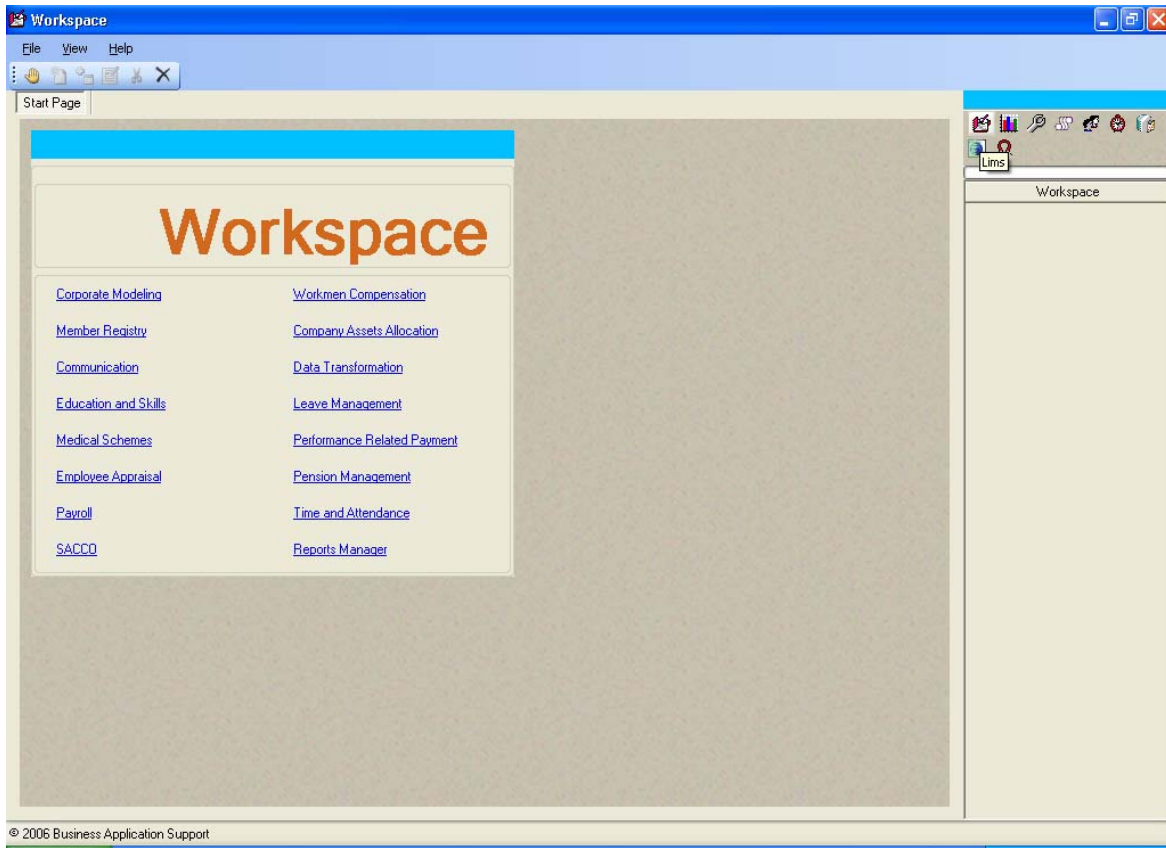 Workspace
File View Help
Start Page
Lims
Workspace
Workspace
Corporate Modeling Workmen Compensation
Member Registry Company Assets Allocation
Communication Data Transformation
Education and Skills Leave Management
Medical Schemes Performance Related Payment
Employee Appraisal Pension Management
Payroll Time and Attendance
SACCO Reports Manager
© 2006 Business Application Support